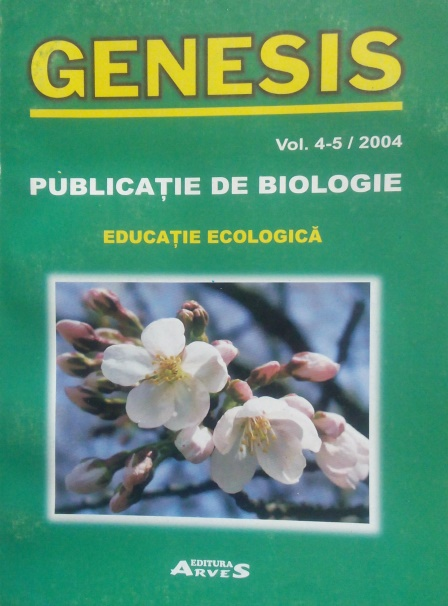 GENESIS
Vol. 4-5 / 2004
PUBLICAȚIE DE BIOLOGIE
EDUCAȚIE ECOLOGICĂ
EDITURA
ARVES